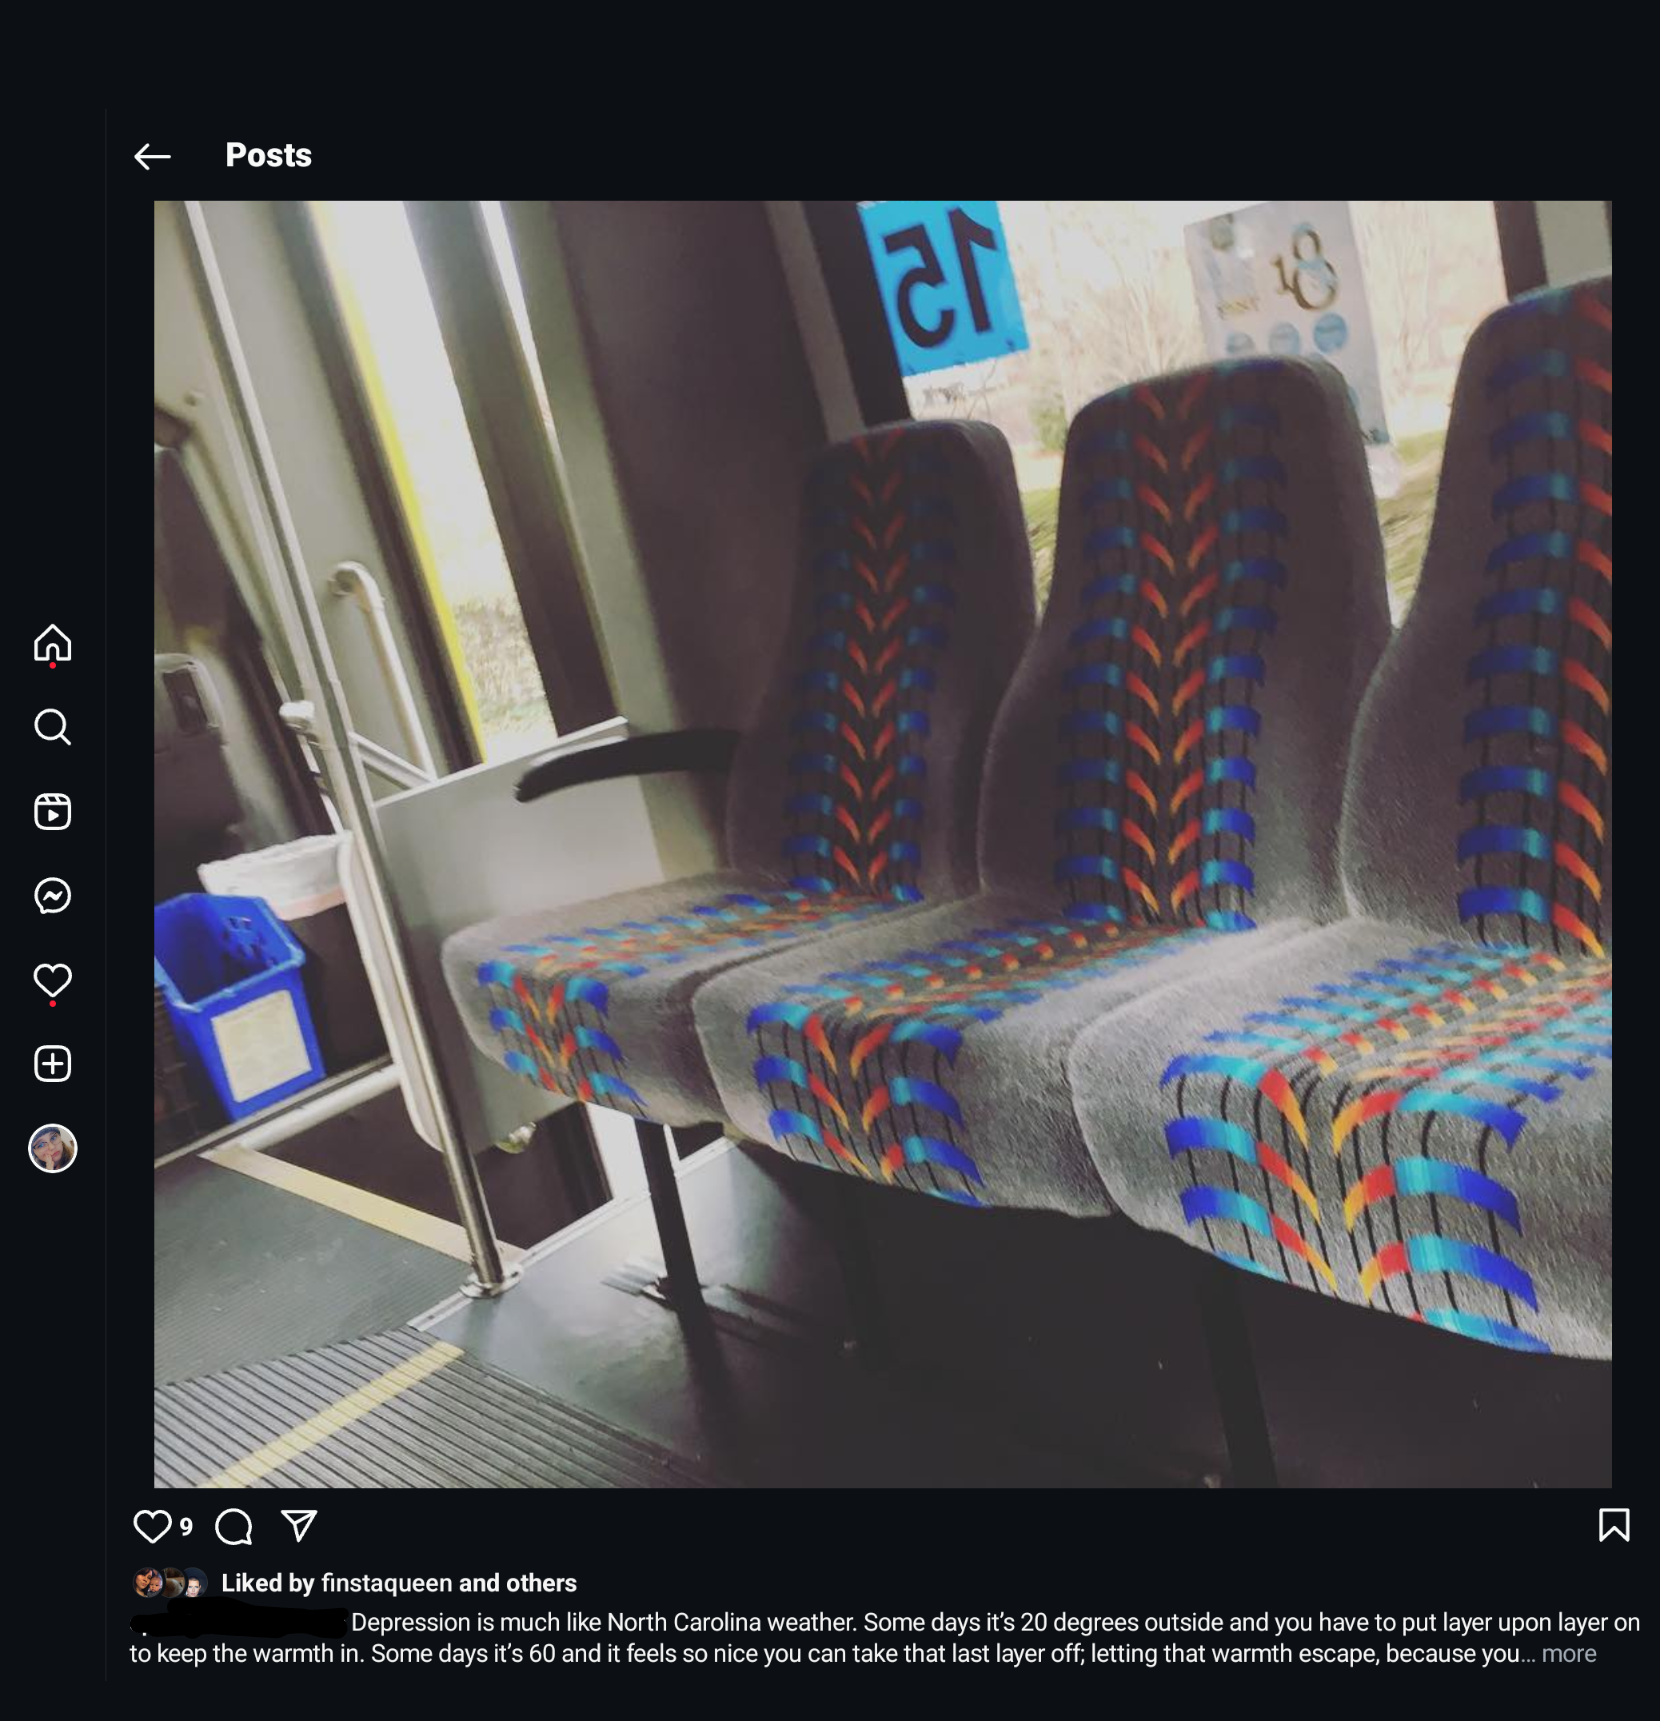 Posts
15
18
9
Liked by finstaqueen and others
Depression is much like North Carolina weather. Some days it’s 20 degrees outside and you have to put layer upon layer on
to keep the warmth in. Some days it’s 60 and it feels so nice you can take that last layer off; letting that warmth escape, because you... more